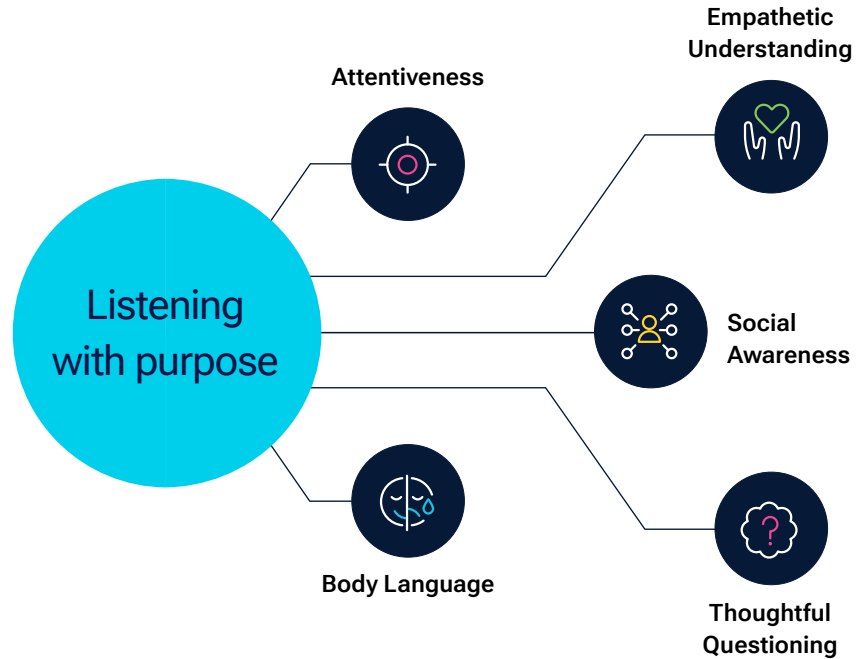 Empathetic
Understanding
Attentiveness
Listening
with purpose
Social
Awareness
Body Language
Thoughtful
Questioning
?